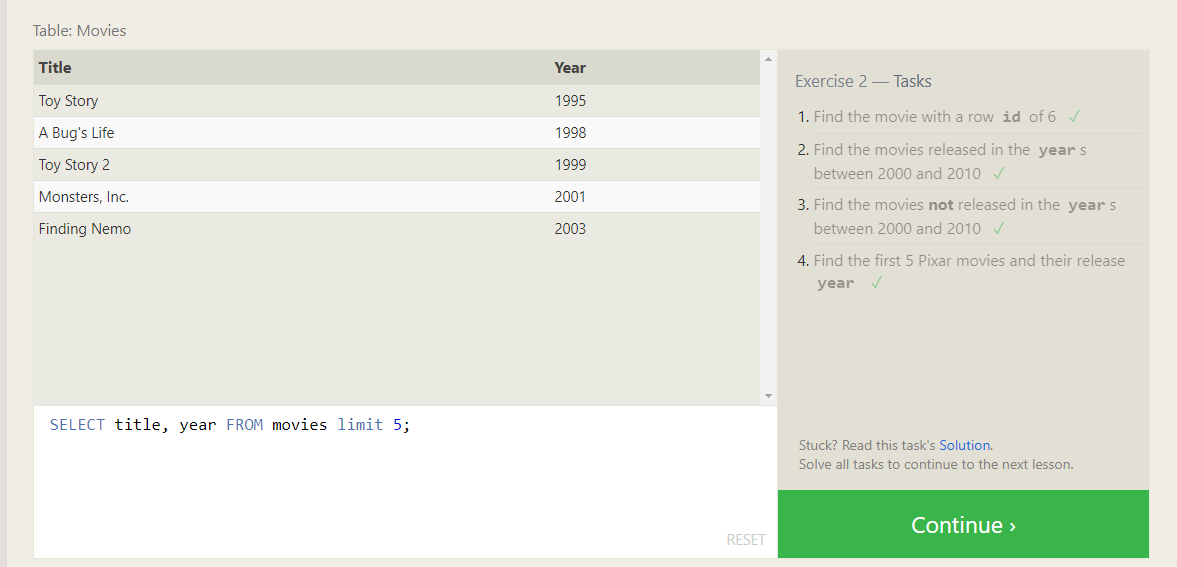 Table: Movies
Title Year
Toy Story 1995
A Bug's Life 1998
Toy Story 2 1999
Monsters, Inc. 2001
Finding Nemo 2003
SELECT title, year FROM movies limit 5;
RESET
Exercise 2 — Tasks
1. Find the movie with a row id of 6 ✓
2. Find the movies released in the year s
between 2000 and 2010 ✓
3. Find the movies not released in the year s
between 2000 and 2010 ✓
4. Find the first 5 Pixar movies and their release
year ✓
Stuck? Read this task's Solution.
Solve all tasks to continue to the next lesson.
Continue ›